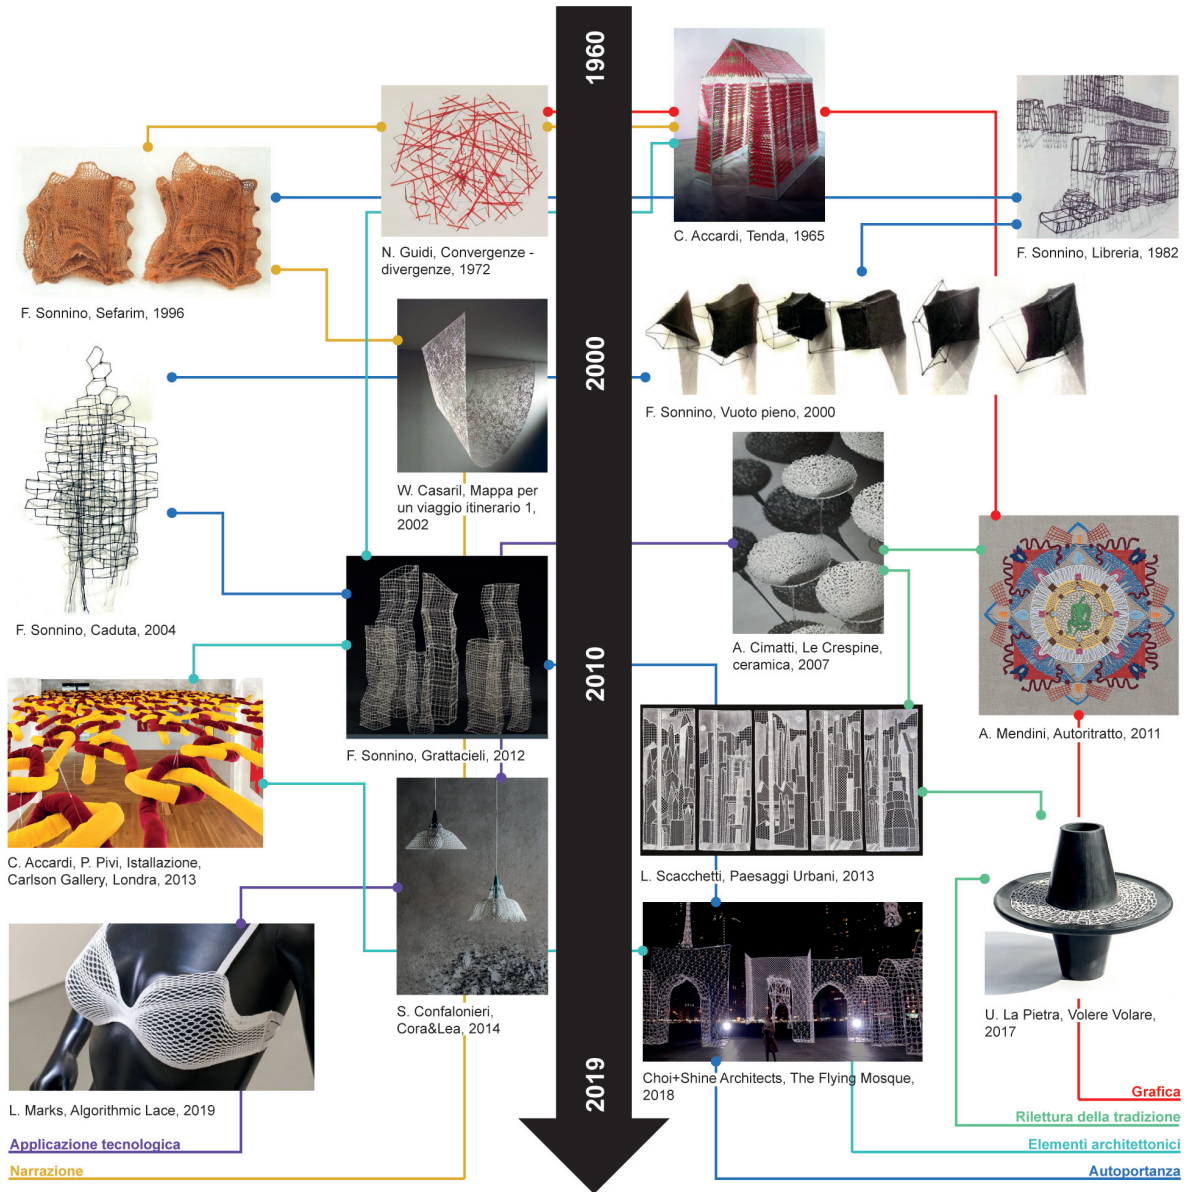 1960
N. Guidi, Convergenze -
divergenze, 1972
C. Accardi, Tenda, 1965
F. Sonnino, Libreria, 1982
F. Sonnino, Sefarim, 1996
2000
F. Sonnino, Vuoto pieno, 2000
W. Casaril, Mappa per
un viaggio itinerario 1,
2002
F. Sonnino, Caduta, 2004
A. Cimatti, Le Crespine,
ceramica, 2007
2010
A. Mendini, Autoritratto, 2011
F. Sonnino, Grattacieli, 2012
C. Accardi, P. Pivi, Istallazione,
Carlson Gallery, Londra, 2013
L. Scacchetti, Paesaggi Urbani, 2013
S. Confalonieri,
Cora&Lea, 2014
U. La Pietra, Volere Volare,
2017
Choi+Shine Architects, The Flying Mosque,
2018
2019
L. Marks, Algorithmic Lace, 2019
Applicazione tecnologica
Narrazione
Grafica
Rilettura della tradizione
Elementi architettonici
Autoportanza